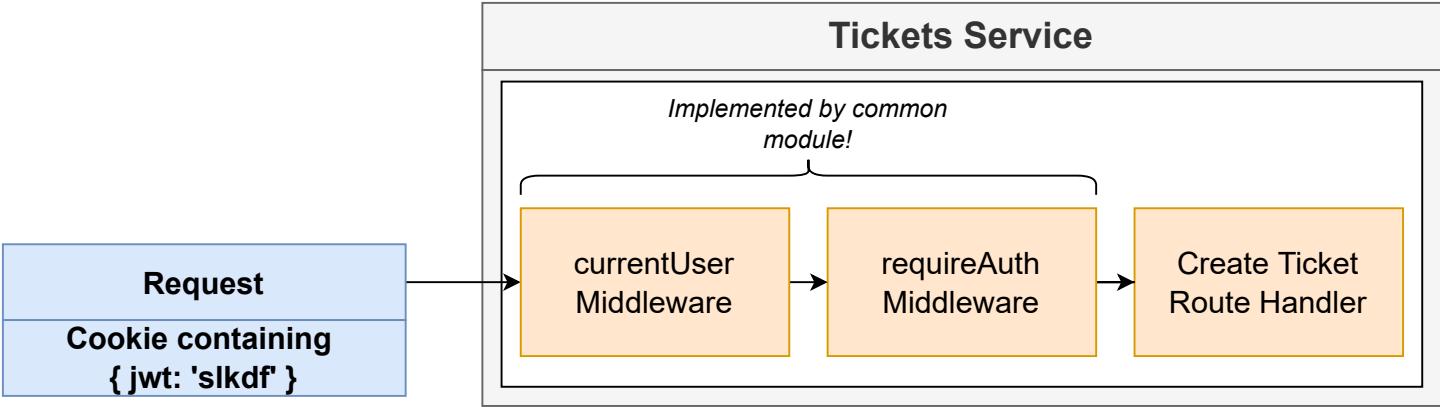 Tickets Service
Implemented by common
module!
Request
Cookie containing
{ jwt: 'slkdf' }
currentUser
Middleware
requireAuth
Middleware
Create Ticket
Route Handler